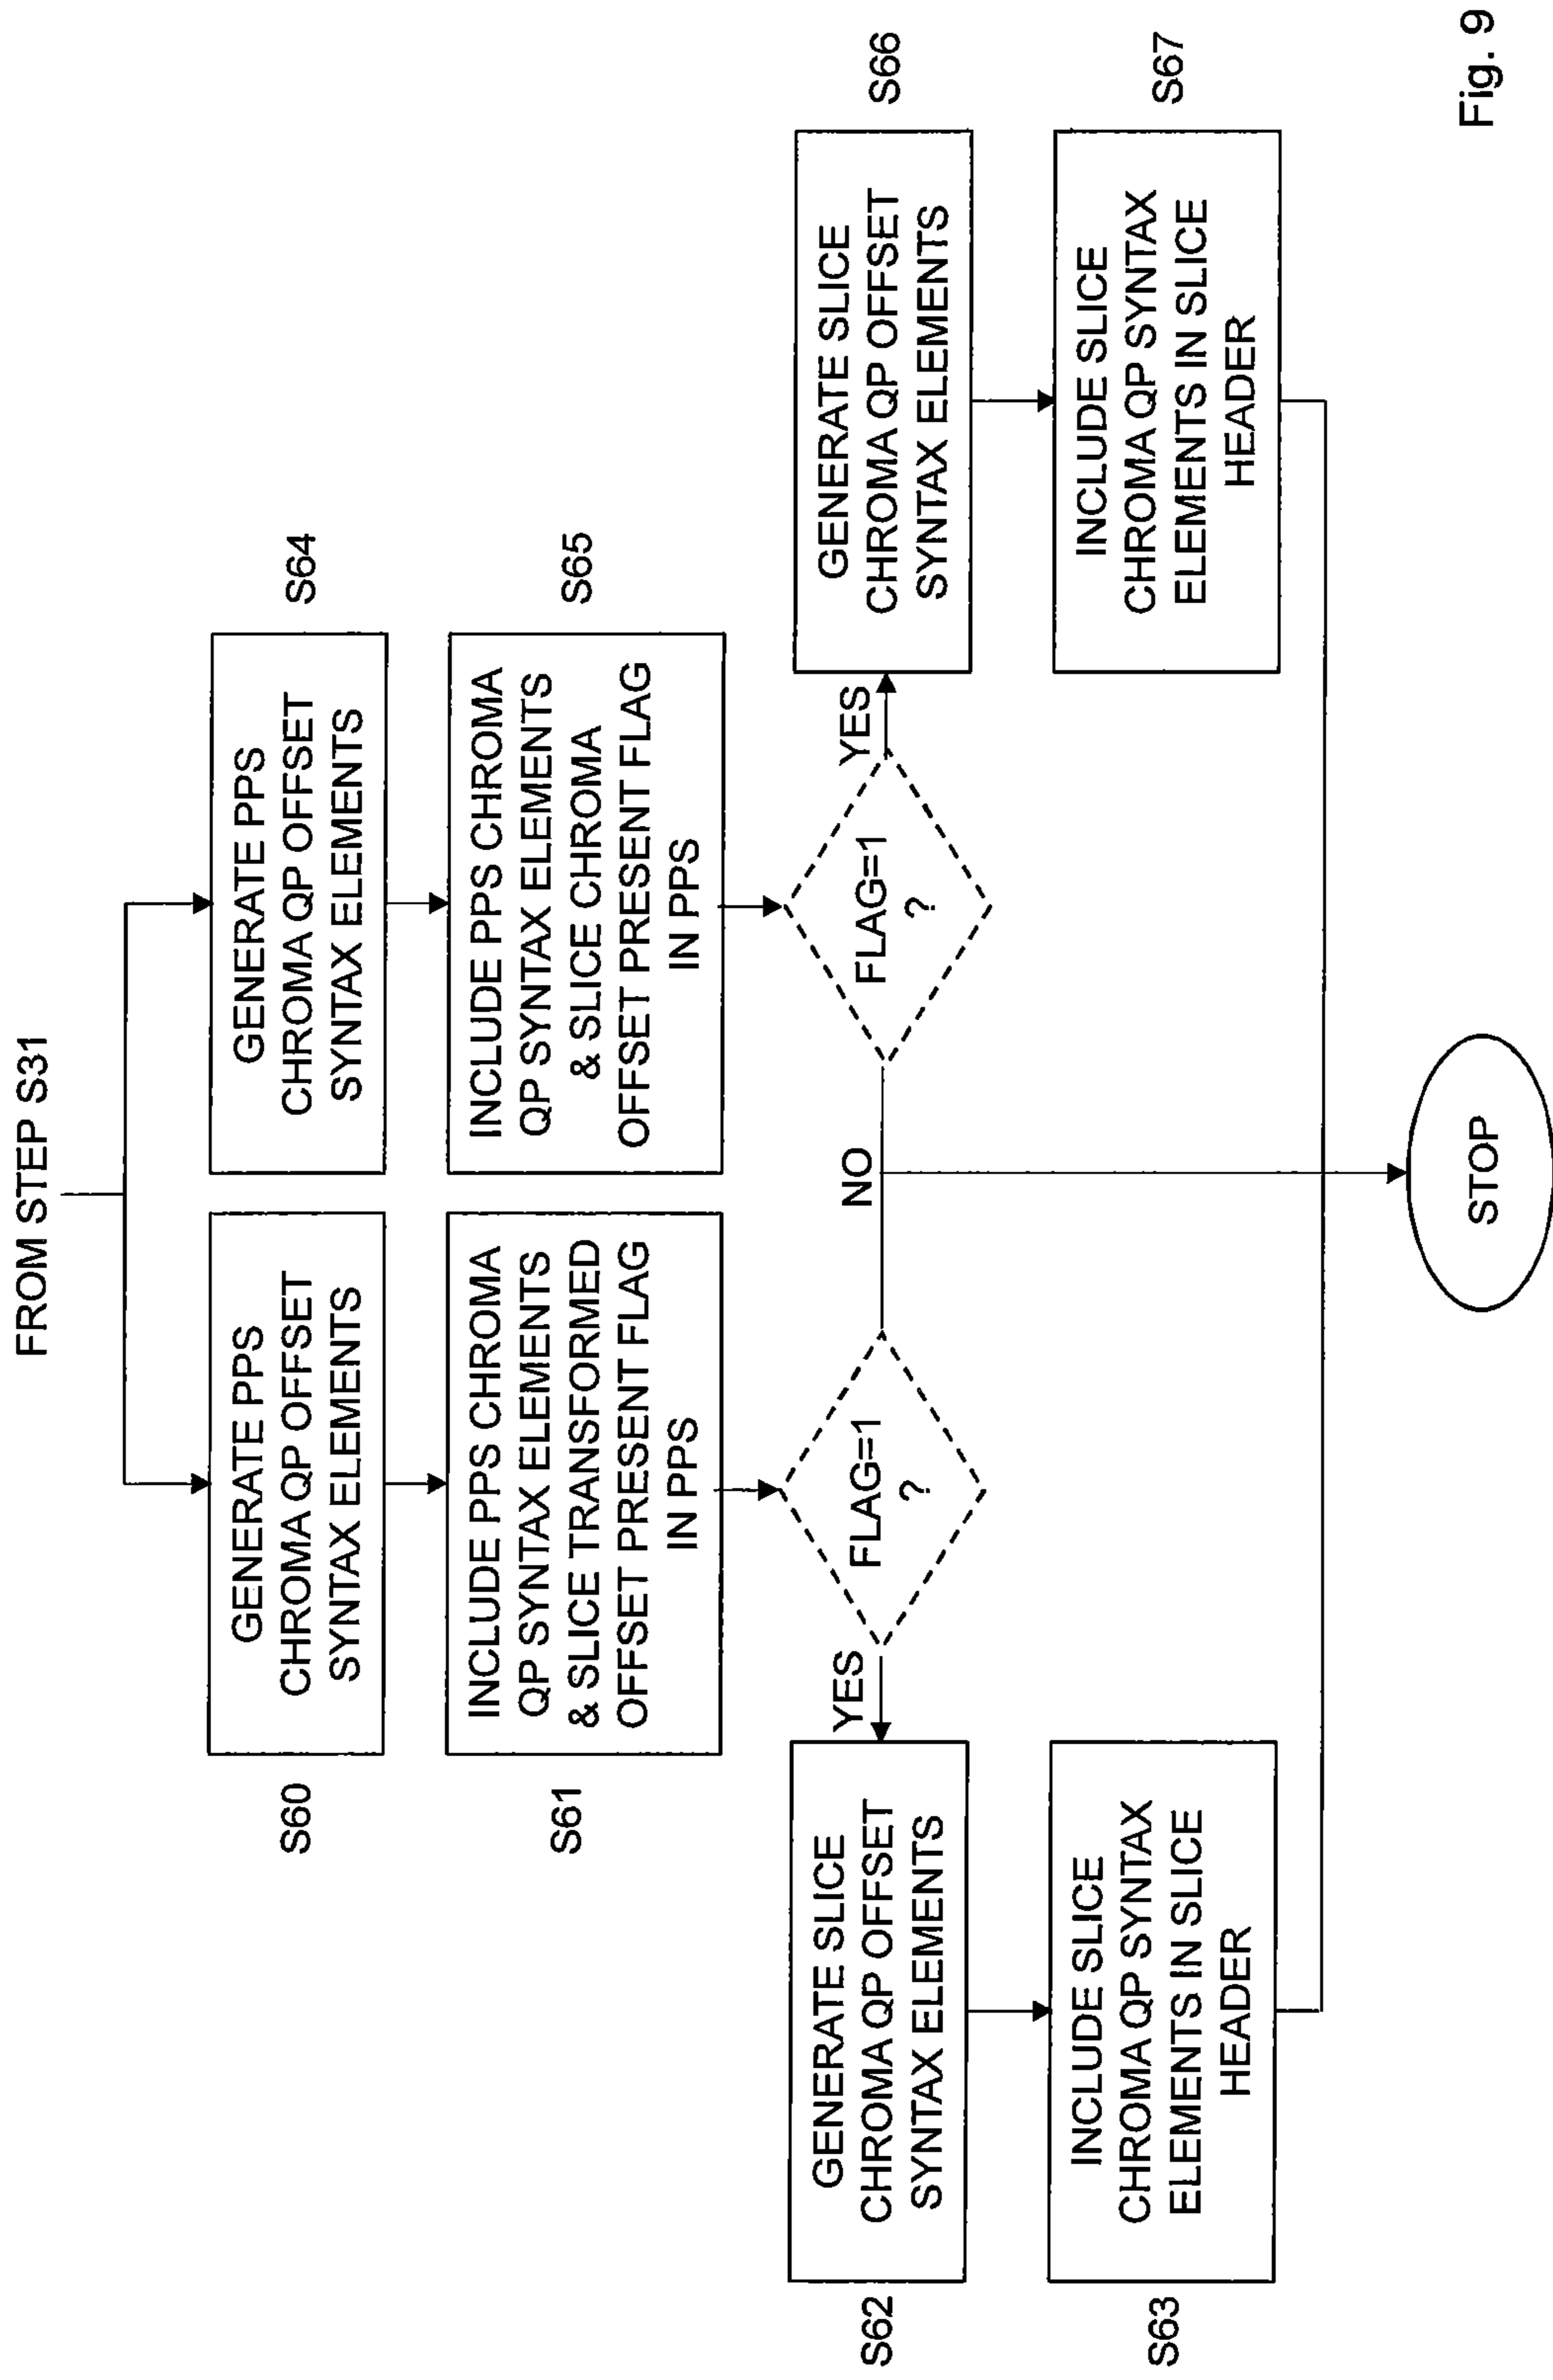 FROM STEP S31
S60
GENERATE PPS
CHROMA QP OFFSET
SYNTAX ELEMENTS
GENERATE PPS
CHROMA QP OFFSET
SYNTAX ELEMENTS
S64
S61
INCLUDE PPS CHROMA
QP SYNTAX ELEMENTS
& SLICE TRANSFORMED
OFFSET PRESENT FLAG
IN PPS
INCLUDE PPS CHROMA
QP SYNTAX ELEMENTS
& SLICE CHROMA
OFFSET PRESENT FLAG
IN PPS
S65
YES
FLAG=1
?
NO
FLAG=1
?
YES
S62
GENERATE SLICE
CHROMA QP OFFSET
SYNTAX ELEMENTS
GENERATE SLICE
CHROMA QP OFFSET
SYNTAX ELEMENTS
S66
S63
INCLUDE SLICE
CHROMA QP SYNTAX
ELEMENTS IN SLICE
HEADER
INCLUDE SLICE
CHROMA QP SYNTAX
ELEMENTS IN SLICE
HEADER
S67
STOP
Fig. 9